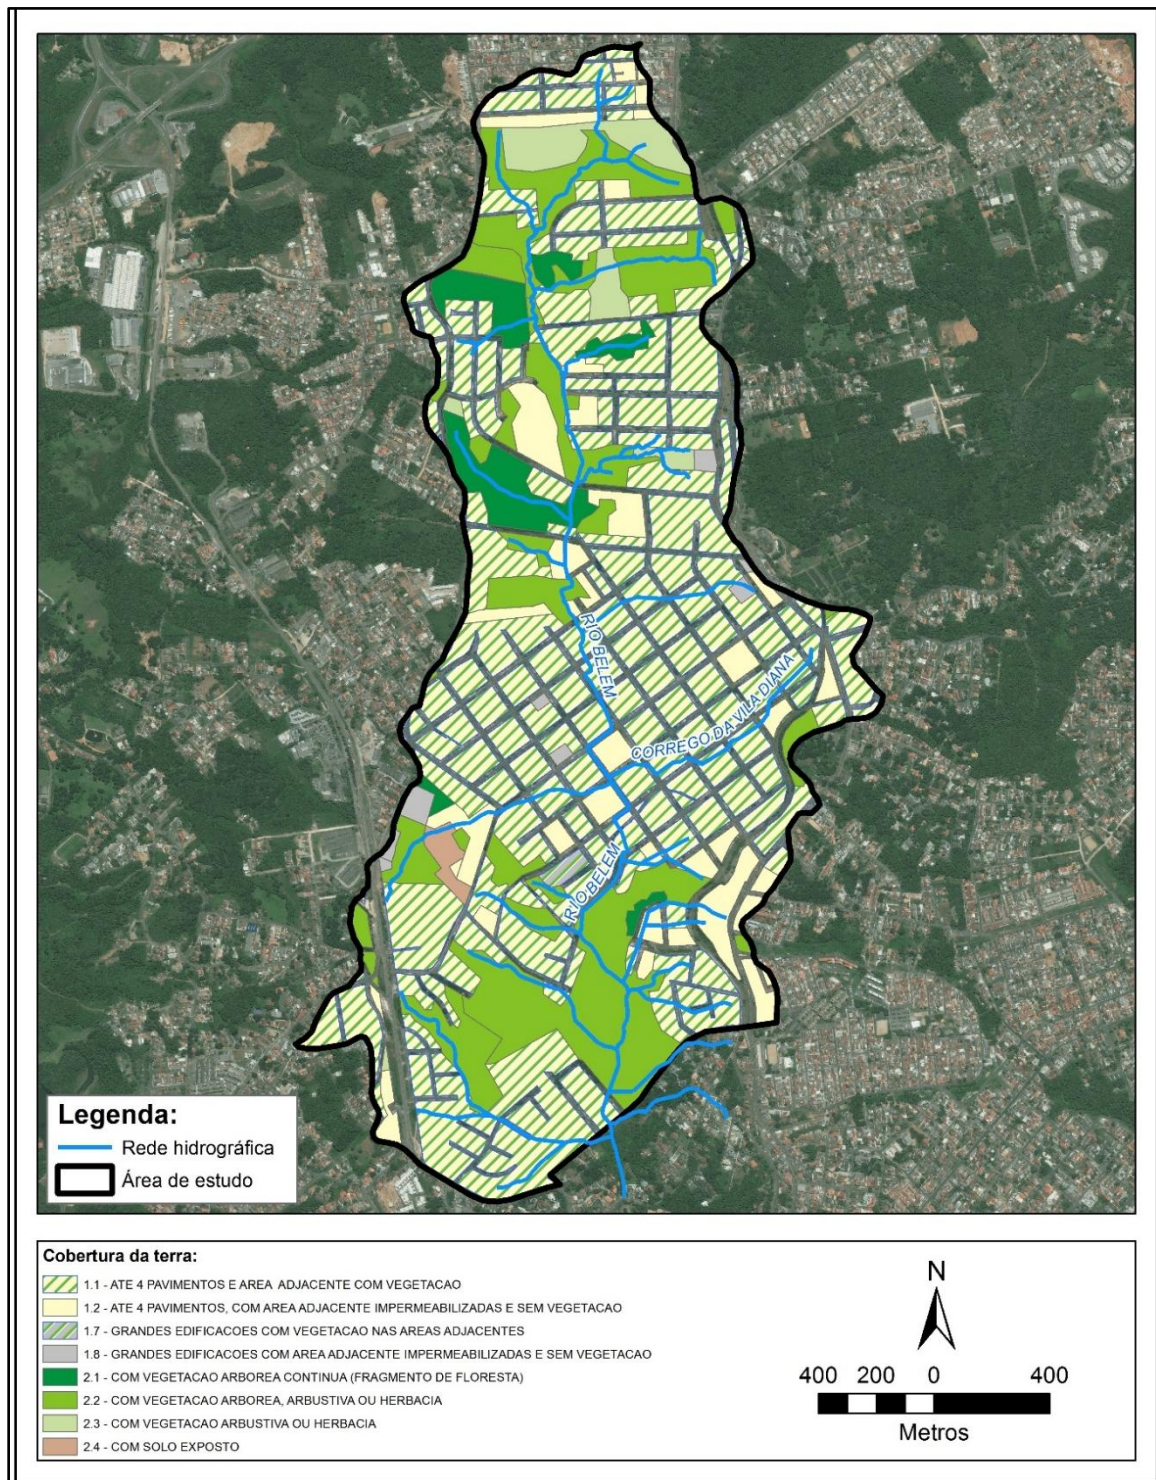 RIO BELEM
CORREGO DA VILA DIANA
RIO BELEM
Legenda:
Rede hidrográfica
Área de estudo
Cobertura da terra:
1.1 - ATE 4 PAVIMENTOS E AREA ADJACENTE COM VEGETACAO
1.2 - ATE 4 PAVIMENTOS, COM AREA ADJACENTE IMPERMEABILIZADAS E SEM VEGETACAO
1.7 - GRANDES EDIFICACOES COM VEGETACAO NAS AREAS ADJACENTES
1.8 - GRANDES EDIFICACOES COM AREA ADJACENTE IMPERMEABILIZADAS E SEM VEGETACAO
2.1 - COM VEGETACAO ARBOREA CONTINUA (FRAGMENTO DE FLORESTA)
2.2 - COM VEGETACAO ARBOREA, ARBUSTIVA OU HERBACIA
2.3 - COM VEGETACAO ARBUSTIVA OU HERBACIA
2.4 - COM SOLO EXPOSTO
N
400 200 0 400
Metros